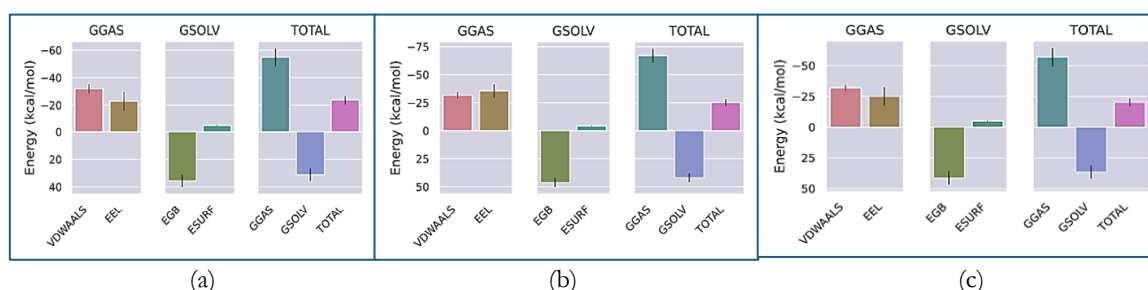 GGAS GSOLV TOTAL
Energy (kcal/mol)
−60
−40
−20
0
20
40
VDWAALS EEL EGB ESURF GGAS GSOLV TOTAL
(a)
GGAS GSOLV TOTAL
Energy (kcal/mol)
−75
−50
−25
0
25
50
VDWAALS EEL EGB ESURF GGAS GSOLV TOTAL
(b)
GGAS GSOLV TOTAL
Energy (kcal/mol)
−50
−25
0
25
50
VDWAALS EEL EGB ESURF GGAS GSOLV TOTAL
(c)